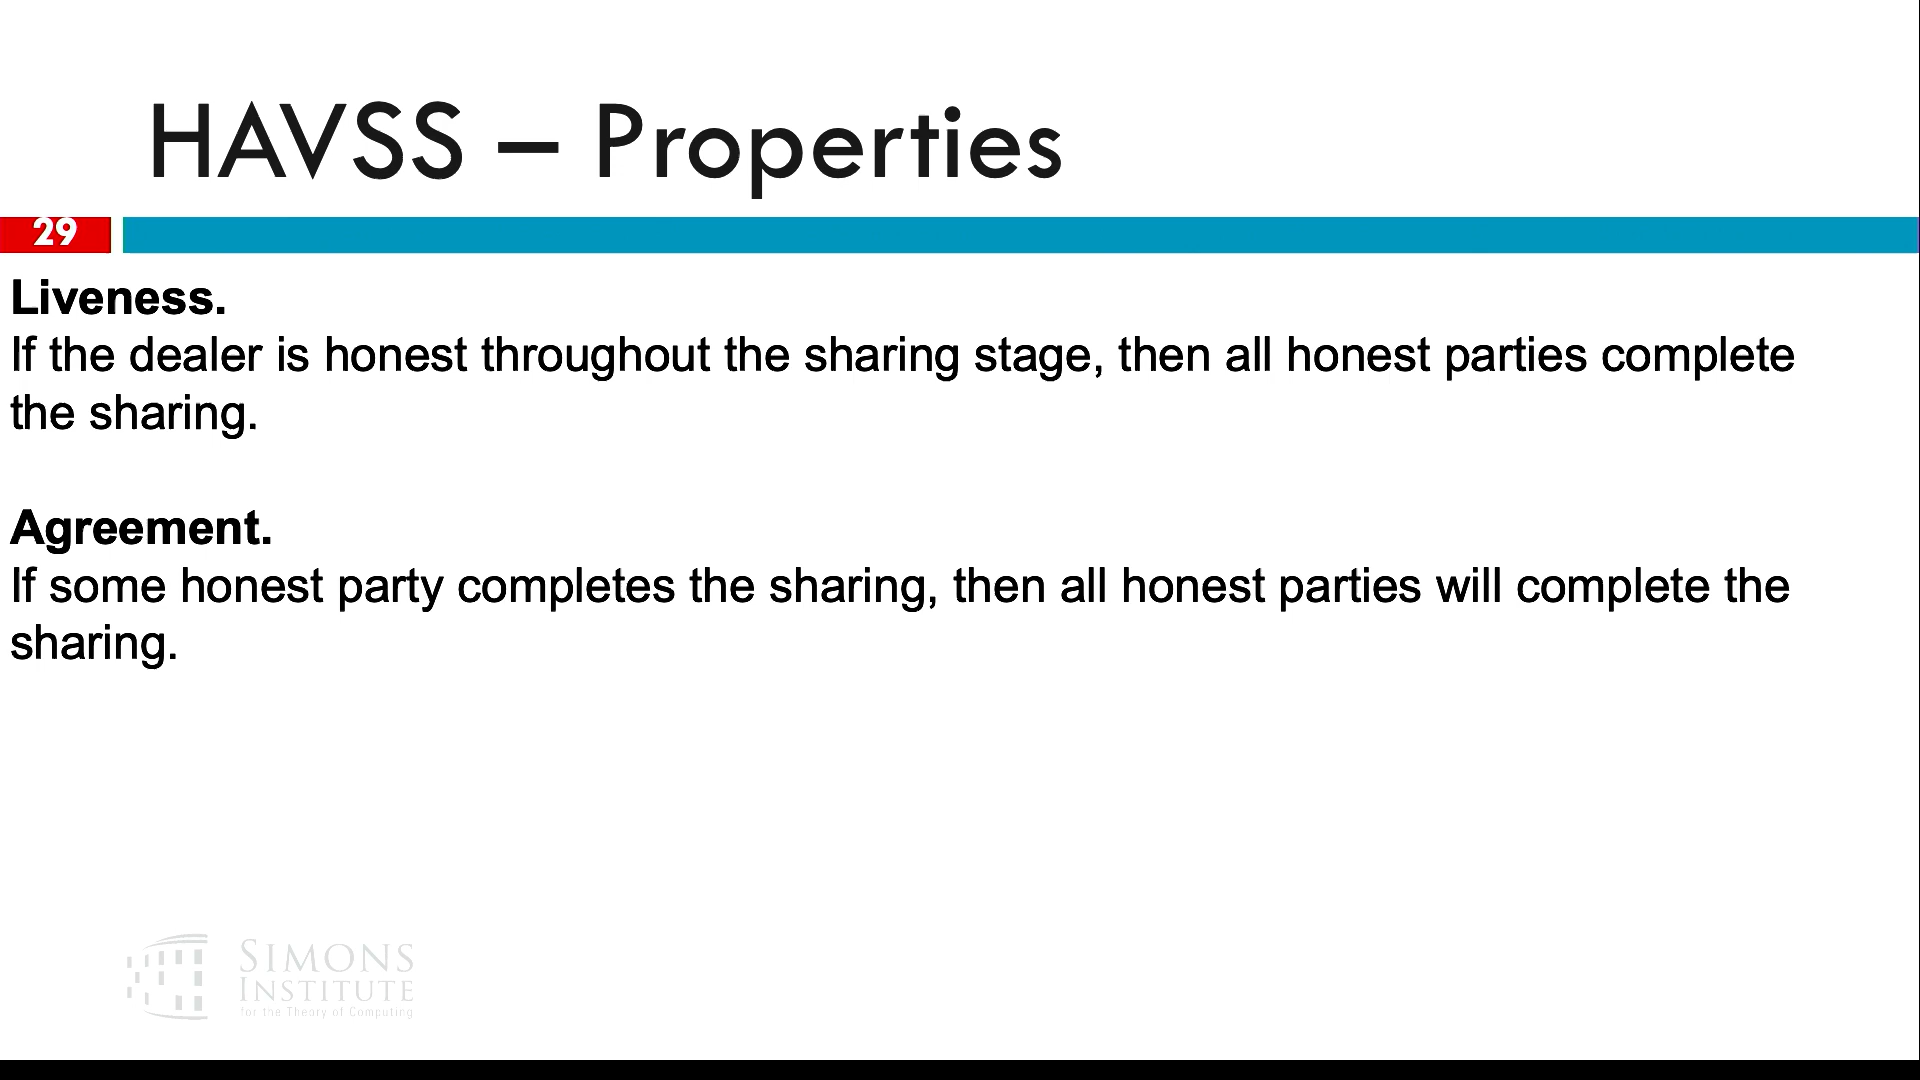 HAVSS – Properties
29
Liveness.
If the dealer is honest throughout the sharing stage, then all honest parties complete
the sharing.
Agreement.
If some honest party completes the sharing, then all honest parties will complete the
sharing.
SIMONS
INSTITUTE
for the Theory of Computing